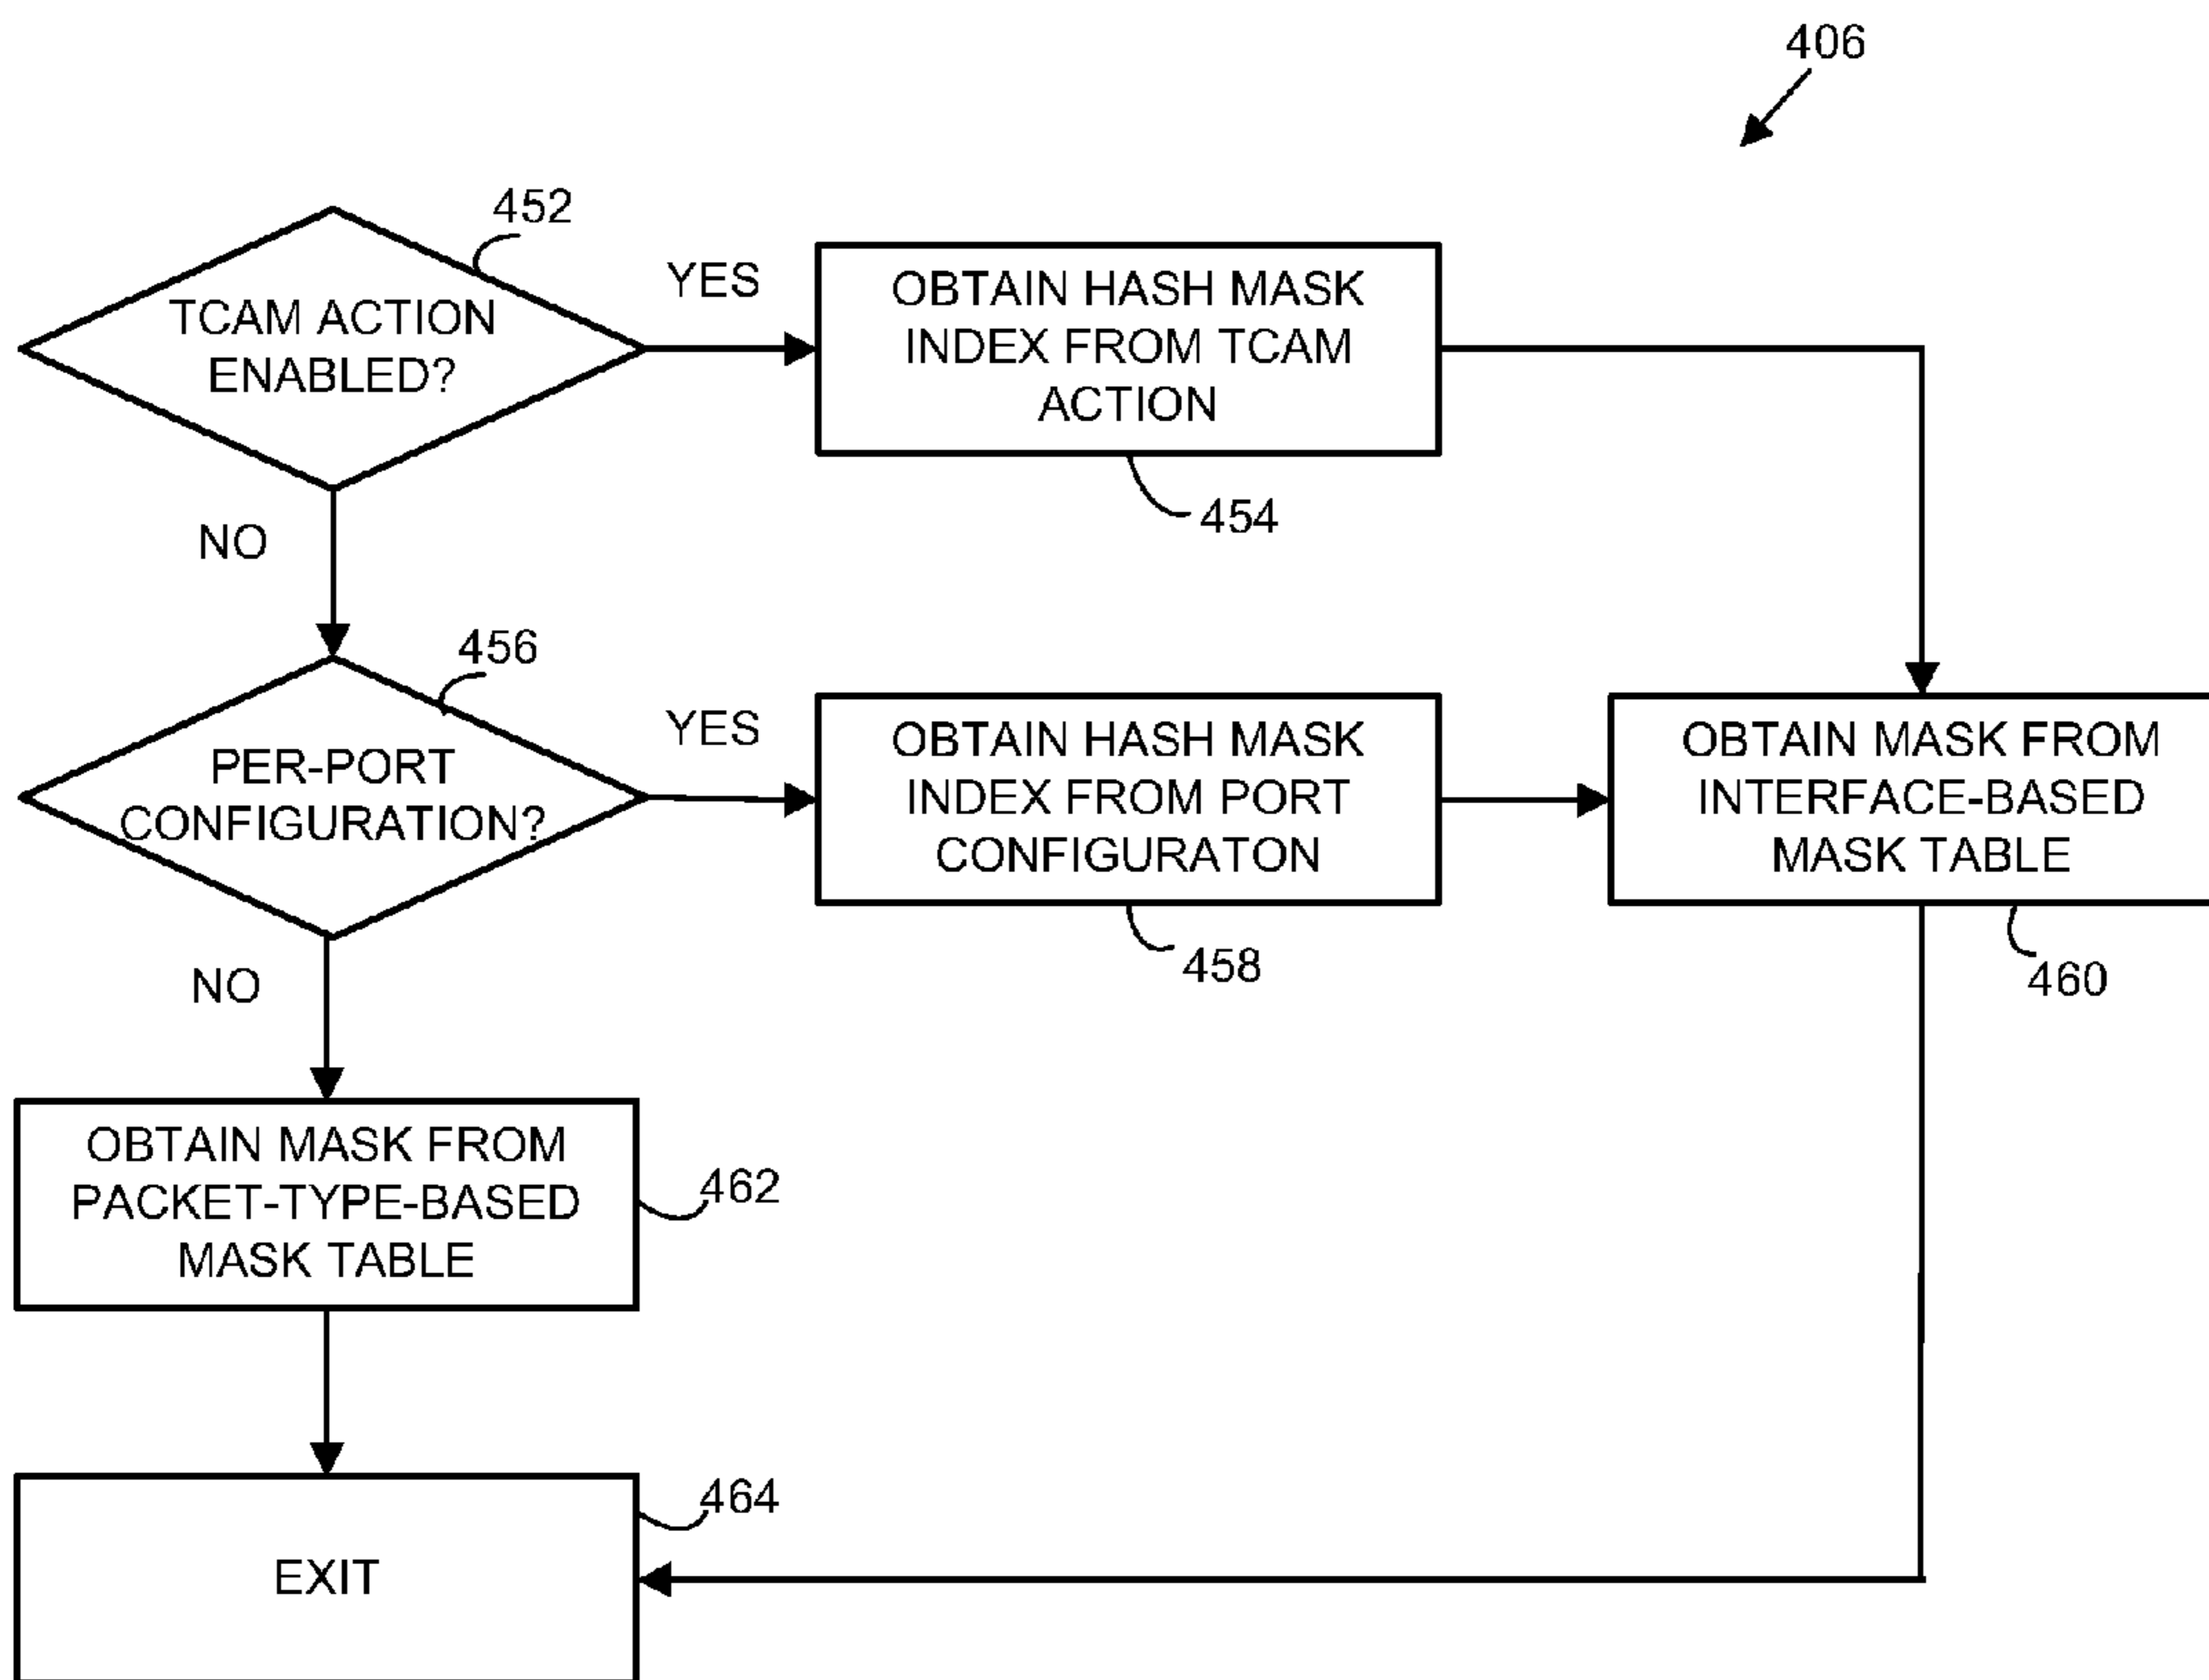 406
452
TCAM ACTION
ENABLED?
YES
OBTAIN HASH MASK
INDEX FROM TCAM
ACTION
454
NO
456
PER-PORT
CONFIGURATION?
YES
OBTAIN HASH MASK
INDEX FROM PORT
CONFIGURATON
458
OBTAIN MASK FROM
INTERFACE-BASED
MASK TABLE
460
NO
OBTAIN MASK FROM
PACKET-TYPE-BASED
MASK TABLE
462
464
EXIT